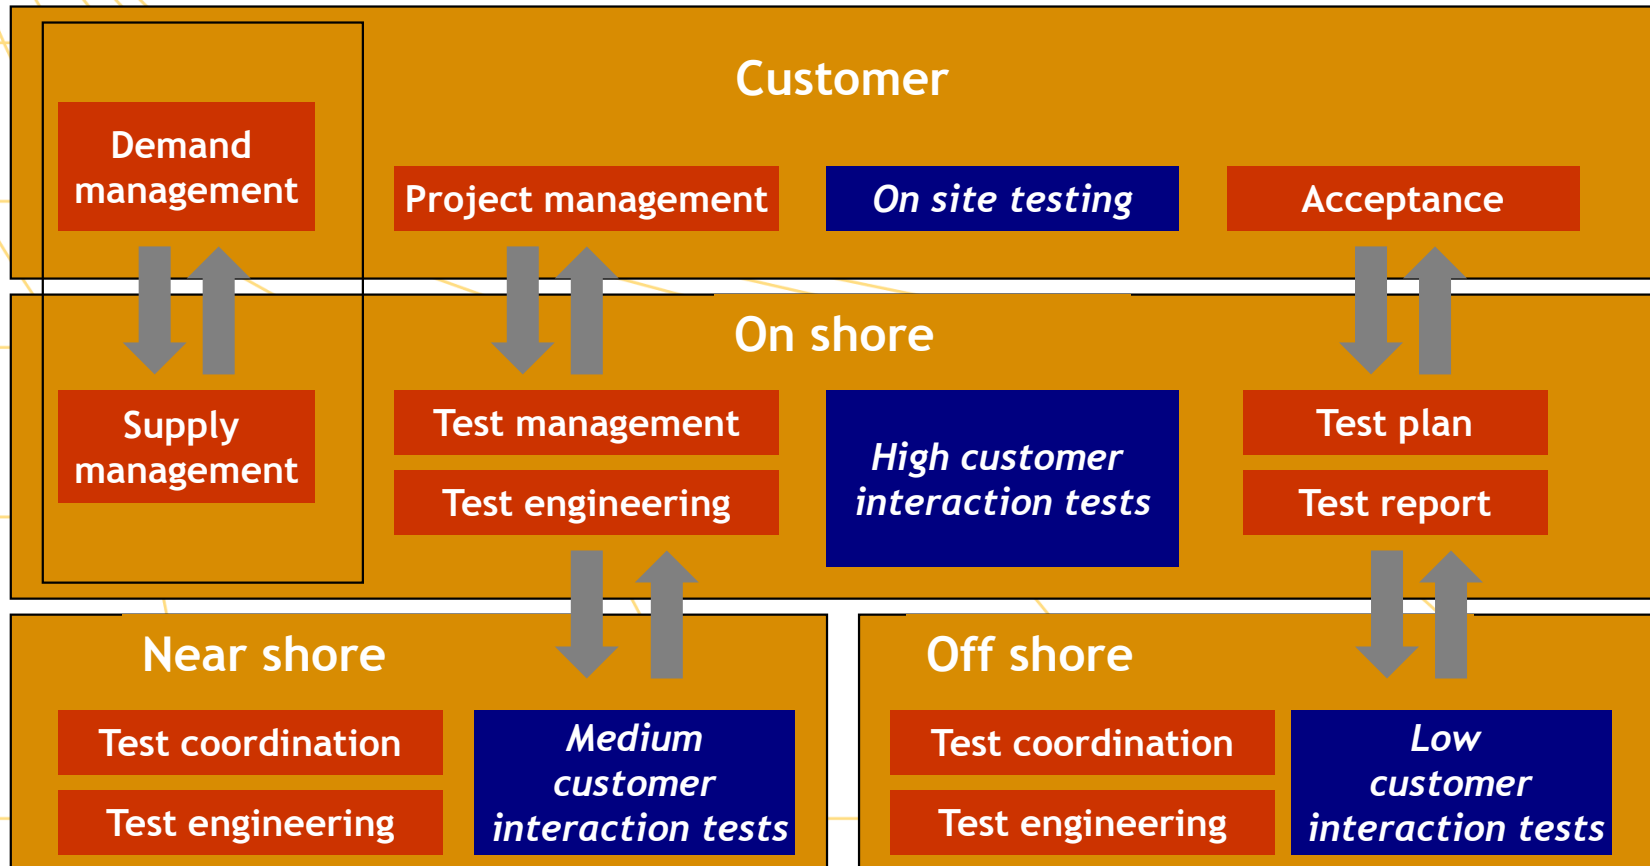 Customer
Demand
management
Project management
On site testing
Acceptance
On shore
Supply
management
Test management
Test engineering
High customer
interaction tests
Test plan
Test report
Near shore
Test coordination
Test engineering
Medium
customer
interaction tests
Off shore
Test coordination
Test engineering
Low
customer
interaction tests